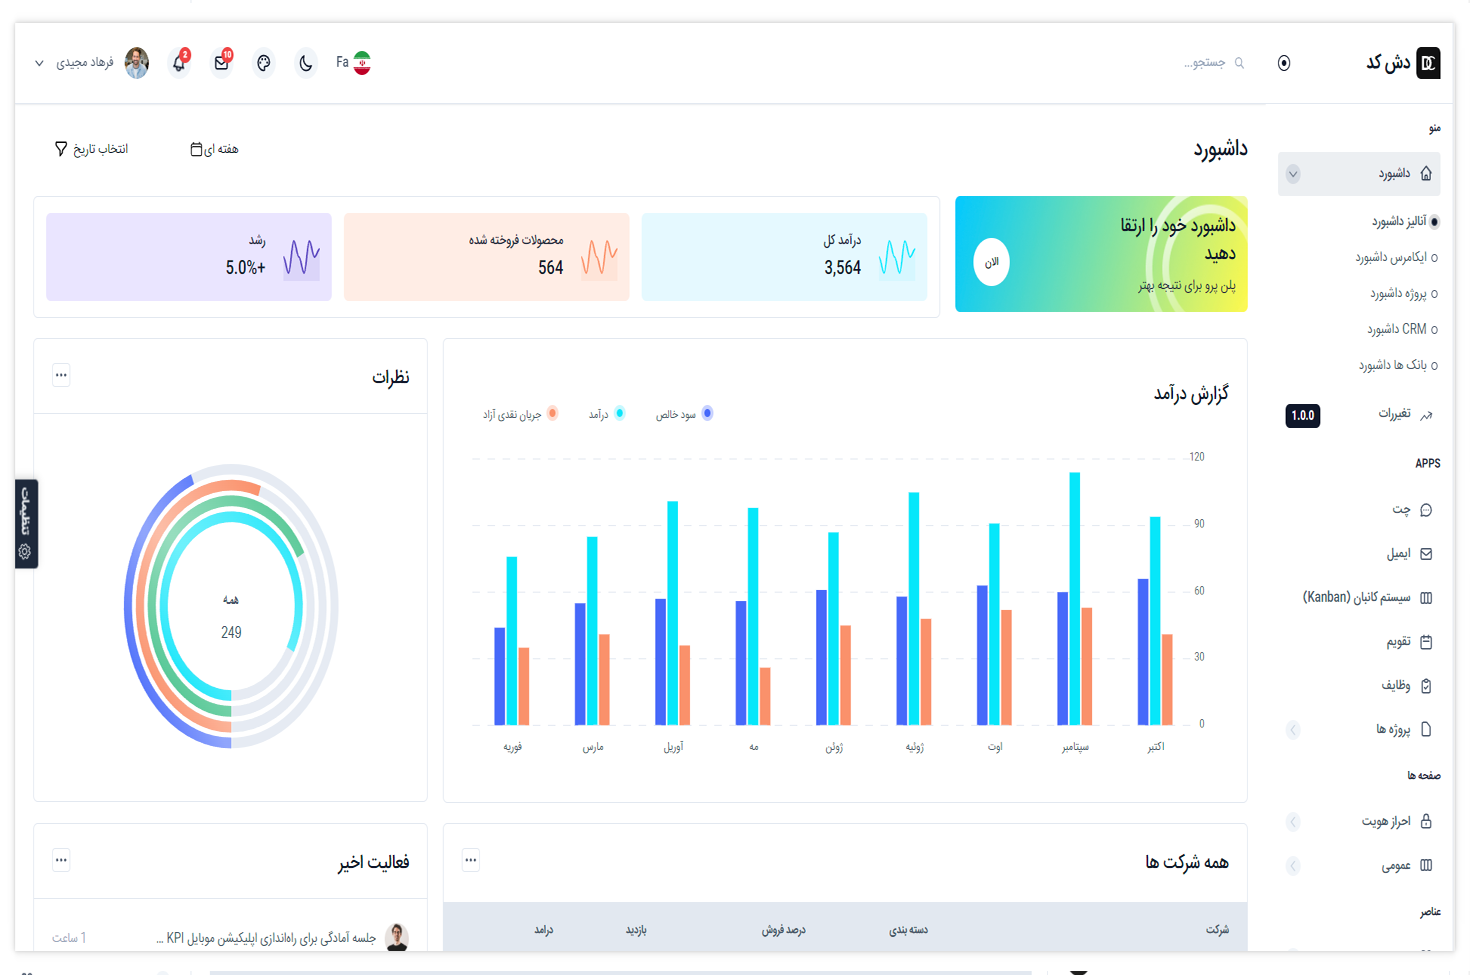 دش کد
جستجو...
Fa
10
2
فرهاد مجیدی
منو
داشبورد
آنالیز داشبورد
ایکامرس داشبورد
پروژه داشبورد
CRM داشبورد
بانک ها داشبورد
تغییرات
1.0.0
APPS
چت
ایمیل
سیستم کانبان (Kanban)
تقویم
وظایف
پروژه ها
صفحه ها
احراز هویت
عمومی
عناصر
داشبورد
هفته ای
انتخاب تاریخ
داشبورد خود را ارتقا
دهید
پلن پرو برای نتیجه بهتر
الان
درآمد کل
3,564
محصولات فروخته شده
564
رشد
+5.0%
گزارش درآمد
سود خالص
درآمد
جریان نقدی آزاد
120
90
60
30
0
اکتبر
سپتامبر
اوت
ژوئیه
ژوئن
مه
آوریل
مارس
فوریه
نظرات
...
همه
249
تنظیمات
همه شرکت ها
...
شرکت
دسته بندی
درصد فروش
بازدید
درامد
فعالیت اخیر
...
جلسه آمادگی برای راه‌اندازی اپلیکیشن موبایل KPI ...
1 ساعت